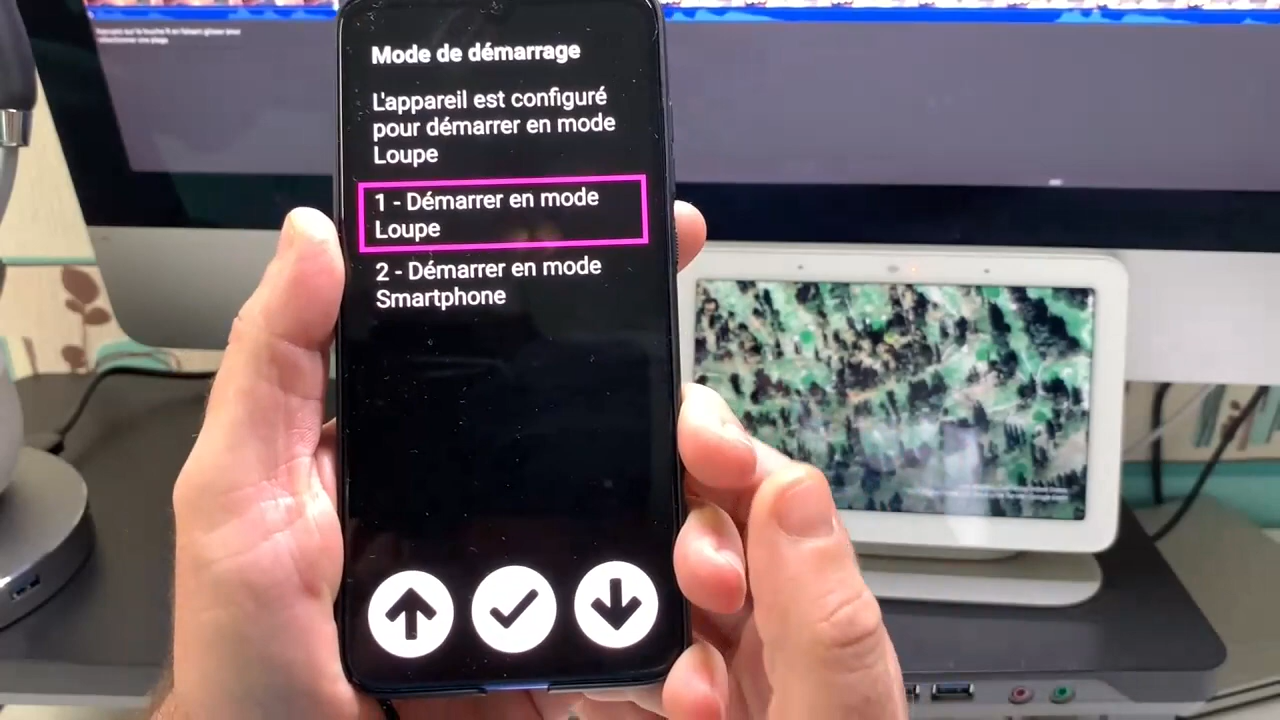 Mode de démarrage
L'appareil est configuré
pour démarrer en mode
Loupe
1 - Démarrer en mode
Loupe
2 - Démarrer en mode
Smartphone